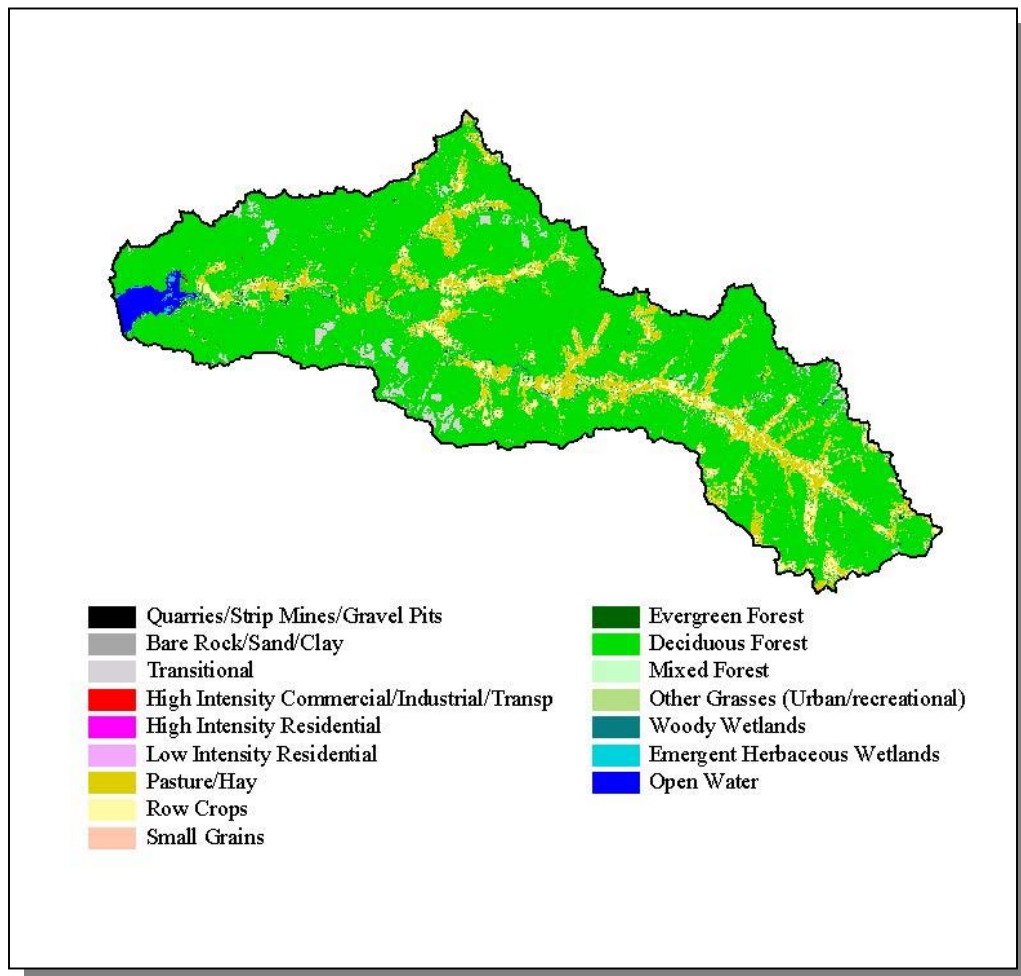 Quarries/Strip Mines/Gravel Pits
Bare Rock/Sand/Clay
Transitional
High Intensity Commercial/Industrial/Transp
High Intensity Residential
Low Intensity Residential
Pasture/Hay
Row Crops
Small Grains
Evergreen Forest
Deciduous Forest
Mixed Forest
Other Grasses (Urban/recreational)
Woody Wetlands
Emergent Herbaceous Wetlands
Open Water